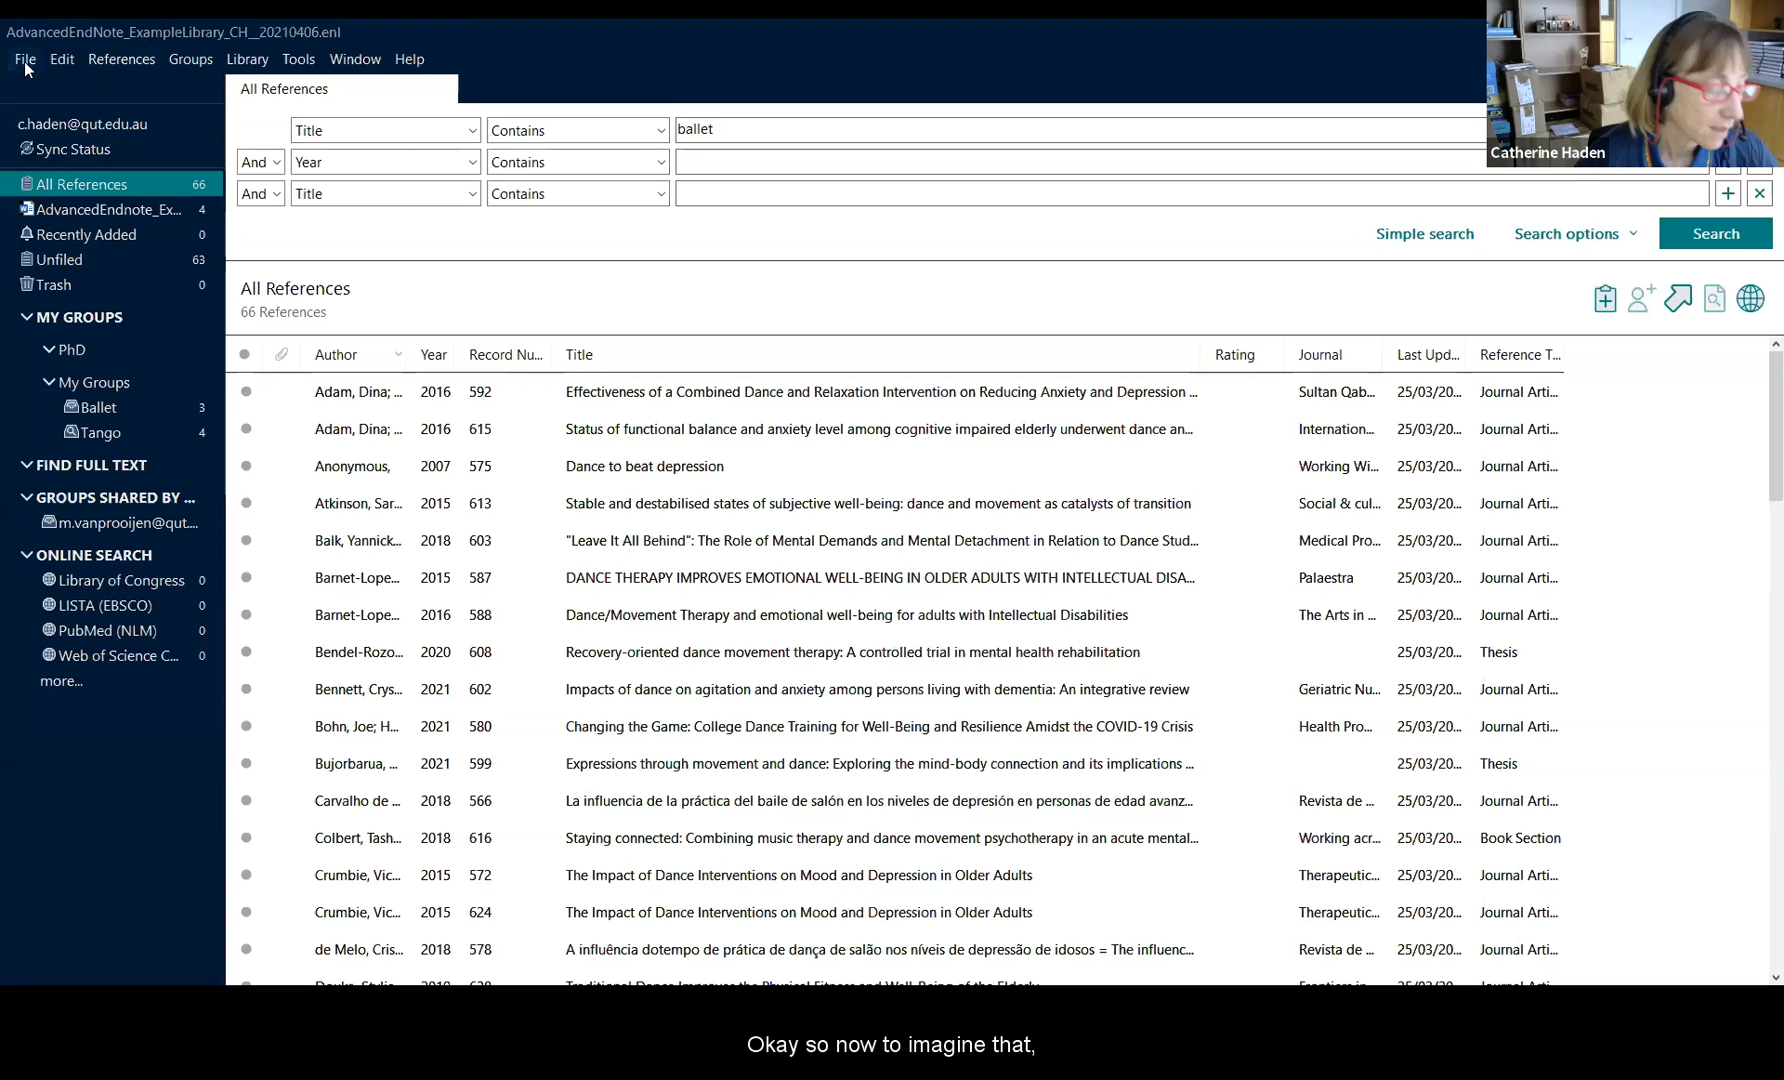 AdvancedEndNote_ExampleLibrary_CH__20210406.enl
File Edit References Groups Library Tools Window Help
All References
c.haden@qut.edu.au
Sync Status
All References 66
AdvancedEndnote_Ex... 4
Recently Added 0
Unfiled 63
Trash 0
MY GROUPS
PhD
My Groups
Ballet 3
Tango 4
FIND FULL TEXT
GROUPS SHARED BY ...
m.vanprooijen@qut....
ONLINE SEARCH
Library of Congress 0
LISTA (EBSCO) 0
PubMed (NLM) 0
Web of Science C... 0
more...
Title Contains ballet
And Year Contains
And Title Contains
Simple search Search options Search
Catherine Haden
All References
66 References
Author Year Record Nu... Title Rating Journal Last Upd... Reference T...
Adam, Dina; ... 2016 592 Effectiveness of a Combined Dance and Relaxation Intervention on Reducing Anxiety and Depression ... Sultan Qab... 25/03/20... Journal Arti...
Adam, Dina; ... 2016 615 Status of functional balance and anxiety level among cognitive impaired elderly underwent dance an... Internation... 25/03/20... Journal Arti...
Anonymous, 2007 575 Dance to beat depression Working Wi... 25/03/20... Journal Arti...
Atkinson, Sar... 2015 613 Stable and destabilised states of subjective well-being: dance and movement as catalysts of transition Social & cul... 25/03/20... Journal Arti...
Balk, Yannick... 2018 603 "Leave It All Behind": The Role of Mental Demands and Mental Detachment in Relation to Dance Stud... Medical Pro... 25/03/20... Journal Arti...
Barnet-Lope... 2015 587 DANCE THERAPY IMPROVES EMOTIONAL WELL-BEING IN OLDER ADULTS WITH INTELLECTUAL DISA... Palaestra 25/03/20... Journal Arti...
Barnet-Lope... 2016 588 Dance/Movement Therapy and emotional well-being for adults with Intellectual Disabilities The Arts in ... 25/03/20... Journal Arti...
Bendel-Rozo... 2020 608 Recovery-oriented dance movement therapy: A controlled trial in mental health rehabilitation 25/03/20... Thesis
Bennett, Crys... 2021 602 Impacts of dance on agitation and anxiety among persons living with dementia: An integrative review Geriatric Nu... 25/03/20... Journal Arti...
Bohn, Joe; H... 2021 580 Changing the Game: College Dance Training for Well-Being and Resilience Amidst the COVID-19 Crisis Health Pro... 25/03/20... Journal Arti...
Bujorbarua, ... 2021 599 Expressions through movement and dance: Exploring the mind-body connection and its implications ... 25/03/20... Thesis
Carvalho de ... 2018 566 La influencia de la práctica del baile de salón en los niveles de depresión en personas de edad avanz... Revista de ... 25/03/20... Journal Arti...
Colbert, Tash... 2018 616 Staying connected: Combining music therapy and dance movement psychotherapy in an acute mental... Working acr... 25/03/20... Book Section
Crumbie, Vic... 2015 572 The Impact of Dance Interventions on Mood and Depression in Older Adults Therapeutic... 25/03/20... Journal Arti...
Crumbie, Vic... 2015 624 The Impact of Dance Interventions on Mood and Depression in Older Adults Therapeutic... 25/03/20... Journal Arti...
de Melo, Cris... 2018 578 A influência dotempo de prática de dança de salão nos níveis de depressão de idosos = The influenc... Revista de ... 25/03/20... Journal Arti...
Okay so now to imagine that,